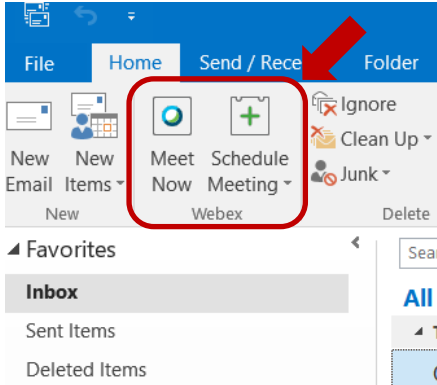 File Home Send / Rece Folder
Ignore
Clean Up
Junk
New Email
New Items
Meet Now
Schedule Meeting
New Webex Delete
Favorites
Inbox
Sent Items
Deleted Items
Sear
All